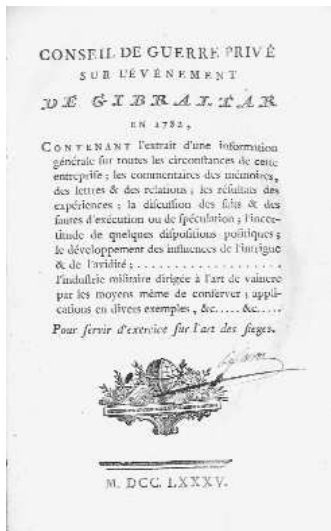 CONSEIL DE GUERRE PRIVÉ
SUR L'ÉVÉNEMENT
DE GIBRALTAR
EN 1782,
CONTENANT l'extrait d'une information
générale sur toutes les circonstances de cette
entreprise ; les commentaires des mémoires,
des lettres & des relations ; les résultats des
expériences ; la discussion des faits & des
fautes d'exécution ou de spéculation ; l'incer-
titude de quelques dispositions politiques ;
le développement des influences de l'intrigue
& de l'avidité ; . . . . . . . . . . . . . . . . . . .
l'industrie militaire dirigée à l'art de vaincre
par les moyens même de conserver ; appli-
cations en divers exemples, &c. . . . . &c. . . . .
Pour servir d'exercice sur l'art des sieges.
M. DCC. LXXXV.